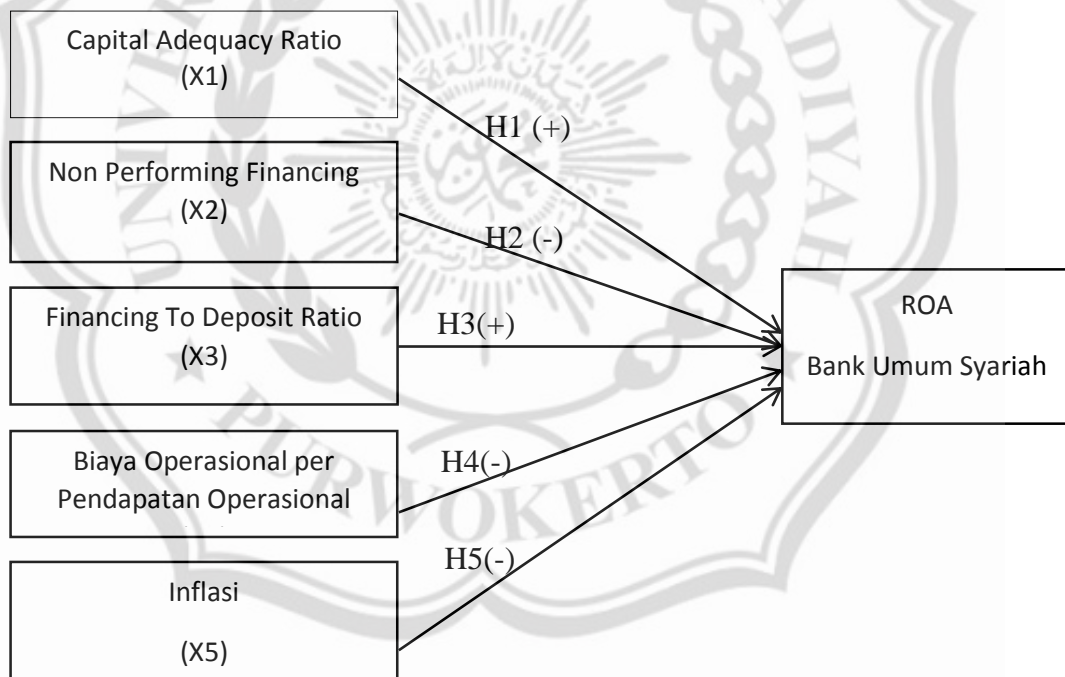 Capital Adequacy Ratio
(X1)
H1 (+)
Non Performing Financing
(X2)
H2 (-)
Financing To Deposit Ratio
(X3)
H3(+)
ROA
Bank Umum Syariah
Biaya Operasional per
Pendapatan Operasional
H4(-)
Inflasi
(X5)
H5(-)
PURWOKERTO